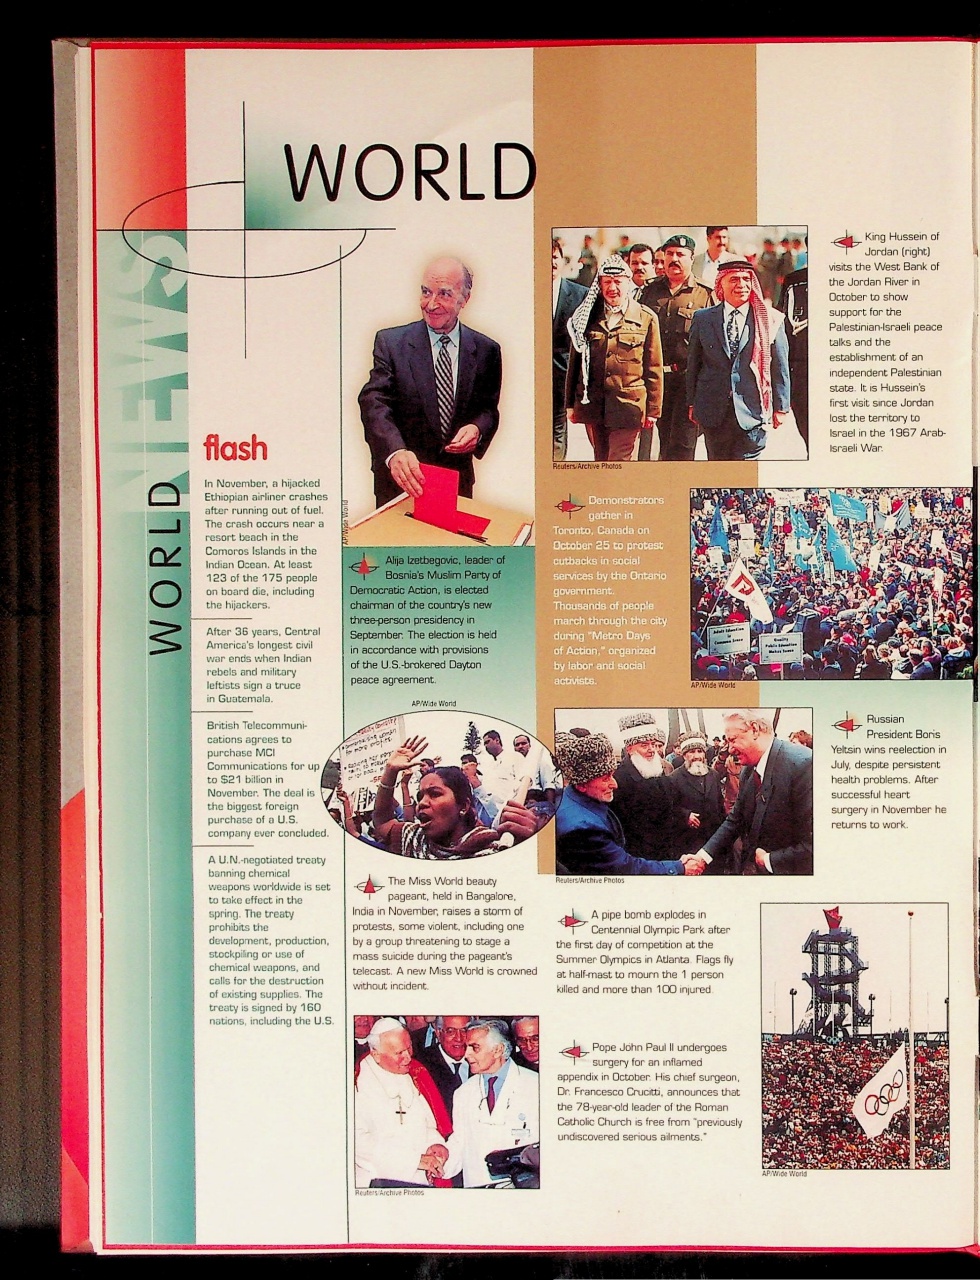 WORLD
NEWS
WORLD
flash
In November, a hijacked
Ethiopian airliner crashes
after running out of fuel.
The crash occurs near a
resort beach in the
Comoros Islands in the
Indian Ocean. At least
123 of the 175 people
on board die, including
the hijackers.
After 36 years, Central
America's longest civil
war ends when Indian
rebels and military
leftists sign a truce
in Guatemala.
British Telecommuni-
cations agrees to
purchase MCI
Communications for up
to $21 billion in
November. The deal is
the biggest foreign
purchase of a U.S.
company ever concluded.
A U.N.-negotiated treaty
banning chemical
weapons worldwide is set
to take effect in the
spring. The treaty
prohibits the
development, production,
stockpiling or use of
chemical weapons, and
calls for the destruction
of existing supplies. The
treaty is signed by 160
nations, including the U.S.
AP/Wide World
Alija Izetbegovic, leader of
Bosnia's Muslim Party of
Democratic Action, is elected
chairman of the country's new
three-person presidency in
September. The election is held
in accordance with provisions
of the U.S.-brokered Dayton
peace agreement.
AP/Wide World
The Miss World beauty
pageant, held in Bangalore,
India in November, raises a storm of
protests, some violent, including one
by a group threatening to stage a
mass suicide during the pageant's
telecast. A new Miss World is crowned
without incident.
Reuters/Archive Photos
Reuters/Archive Photos
King Hussein of
Jordan (right)
visits the West Bank of
the Jordan River in
October to show
support for the
Palestinian-Israeli peace
talks and the
establishment of an
independent Palestinian
state. It is Hussein's
first visit since Jordan
lost the territory to
Israel in the 1967 Arab-
Israeli War.
Demonstrators
gather in
Toronto, Canada on
October 25 to protest
cutbacks in social
services by the Ontario
government.
Thousands of people
march through the city
during "Metro Days
of Action," organized
by labor and social
activists.
Adult Education
Common Sense
Quality
Public Education
Makes Sense
AP/Wide World
Reuters/Archive Photos
Russian
President Boris
Yeltsin wins reelection in
July, despite persistent
health problems. After
successful heart
surgery in November he
returns to work.
A pipe bomb explodes in
Centennial Olympic Park after
the first day of competition at the
Summer Olympics in Atlanta. Flags fly
at half-mast to mourn the 1 person
killed and more than 100 injured.
AP/Wide World
Pope John Paul II undergoes
surgery for an inflamed
appendix in October. His chief surgeon,
Dr. Francesco Crucitti, announces that
the 78-year-old leader of the Roman
Catholic Church is free from "previously
undiscovered serious ailments."